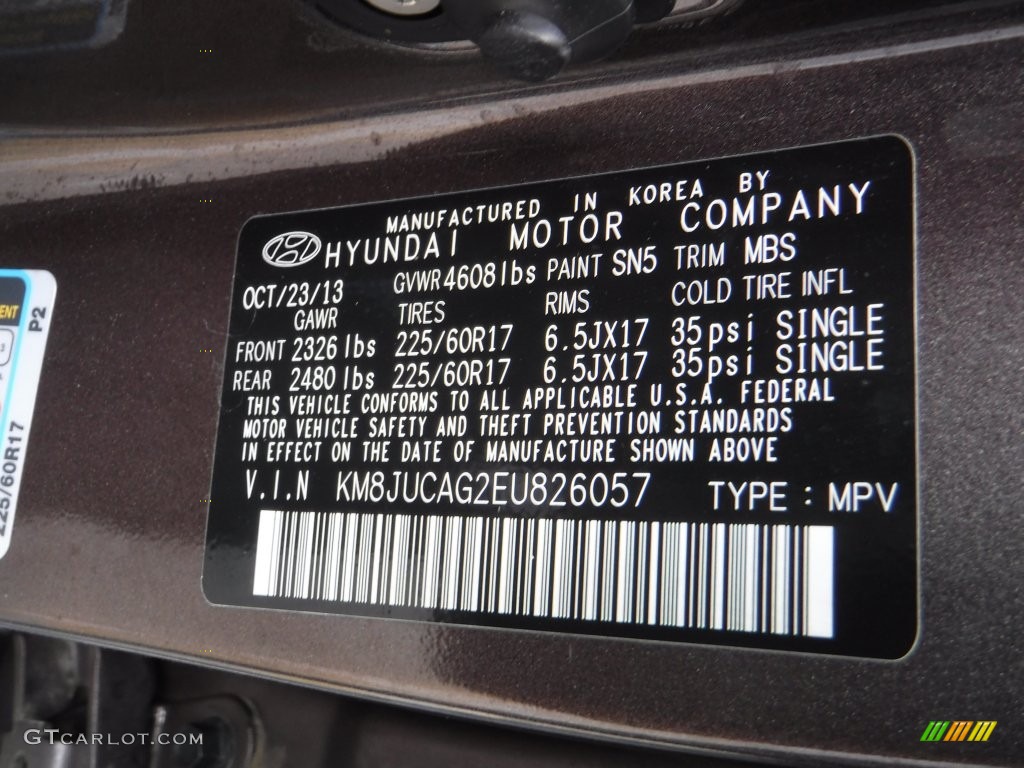 MANUFACTURED IN KOREA BY
HYUNDAI MOTOR COMPANY
OCT/23/13 GVWR 4608 lbs PAINT SN5 TRIM MBS
GAWR TIRES RIMS COLD TIRE INFL
FRONT 2326 lbs 225/60R17 6.5JX17 35psi SINGLE
REAR 2480 lbs 225/60R17 6.5JX17 35psi SINGLE
THIS VEHICLE CONFORMS TO ALL APPLICABLE U.S.A. FEDERAL
MOTOR VEHICLE SAFETY AND THEFT PREVENTION STANDARDS
IN EFFECT ON THE DATE OF MANUFACTURE SHOWN ABOVE
V.I.N KM8JUCAG2EU826057 TYPE : MPV
P2
225/60R17
GTCARLOT.COM